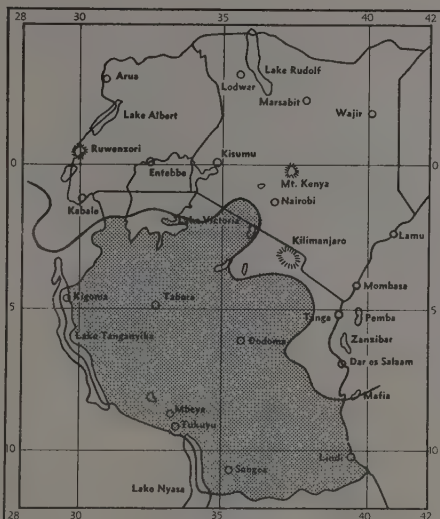 28 30 35 40 42
Arua
Lake Rudolf
Lodwar
Marsabit
Lake Albert
Wajir
Ruwenzori
Kisumu
0 0
Entebbe
Mt. Kenya
Kabale
Nairobi
Lake Victoria
Kilimanjaro
Lamu
Mombasa
Kigoma
Tabora
5 5
Tanga
Pemba
Lake Tanganyika
Zanzibar
Dodoma
Dar es Salaam
Mafia
Mbeya
Tukuyu
10 10
Lindi
Songea
Lake Nyasa
28 30 35 40 42